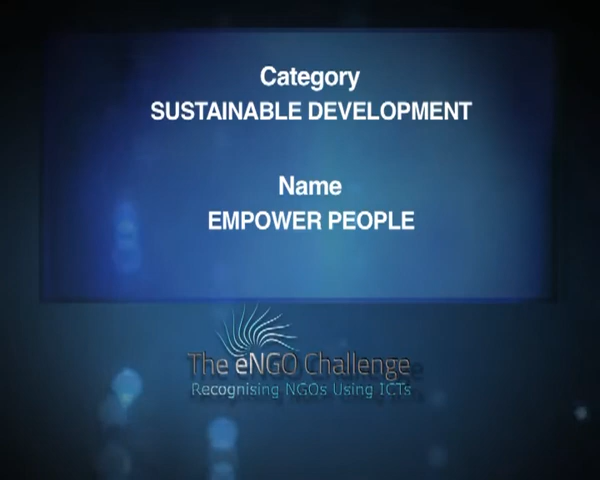 Category
SUSTAINABLE DEVELOPMENT
Name
EMPOWER PEOPLE
The eNGO Challenge
Recognising NGOs Using ICTs